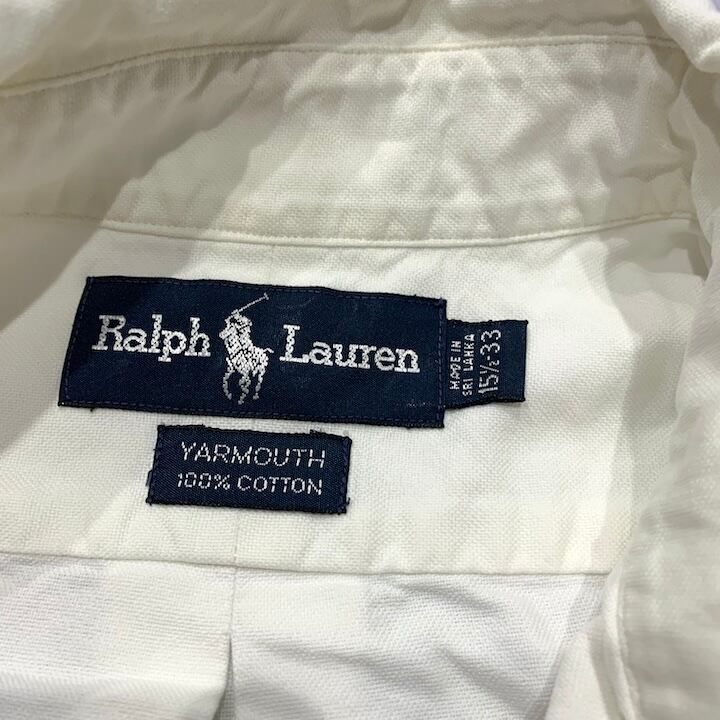 Ralph Lauren
MADE IN
SRI LANKA
15½-33
YARMOUTH
100% COTTON